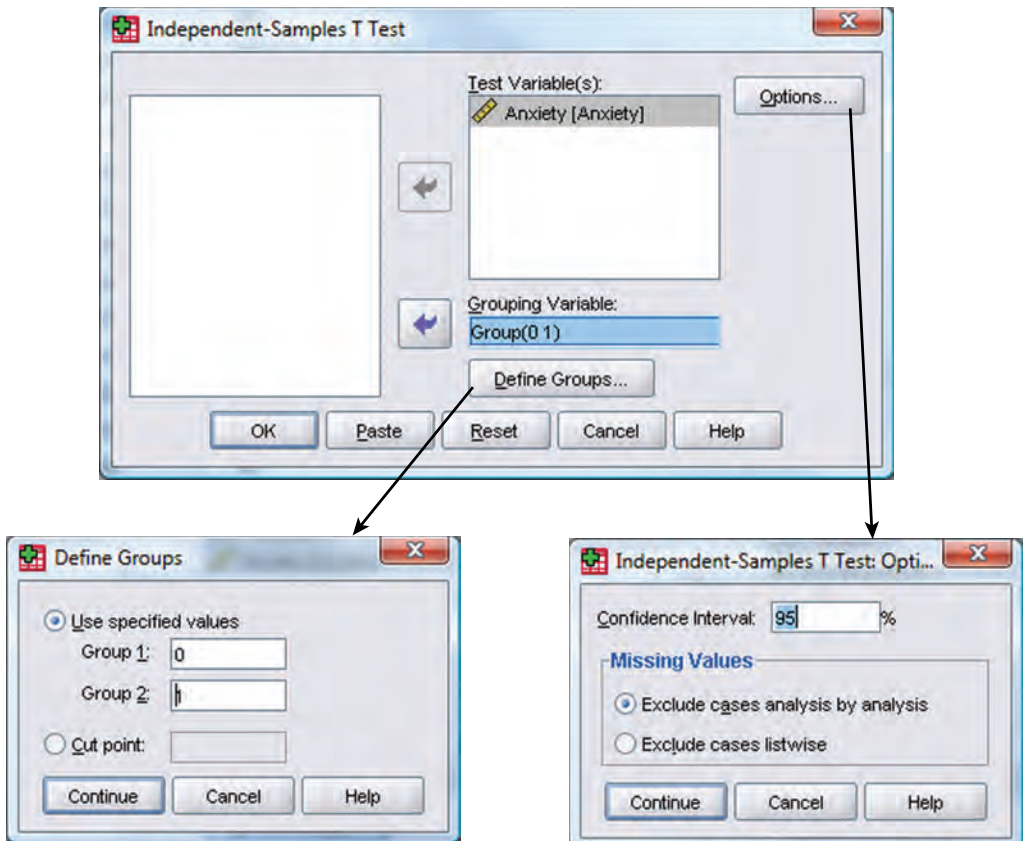 Independent-Samples T Test
Test Variable(s):
Anxiety [Anxiety]
Options...
Grouping Variable:
Group(0 1)
Define Groups...
OK
Paste
Reset
Cancel
Help
Define Groups
Use specified values
Group 1: 0
Group 2: 1
Cut point:
Continue
Cancel
Help
Independent-Samples T Test: Opti...
Confidence Interval: 95 %
Missing Values
Exclude cases analysis by analysis
Exclude cases listwise
Continue
Cancel
Help